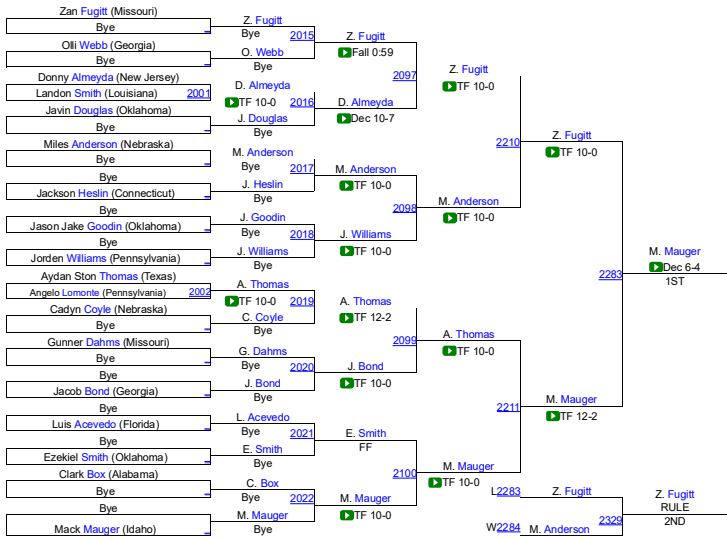 Zan Fugitt (Missouri)
Bye
Bye
Olli Webb (Georgia)
Bye
Donny Almeyda (New Jersey)
Landon Smith (Louisiana) 2001
Javin Douglas (Oklahoma)
Bye
Miles Anderson (Nebraska)
Bye
Bye
Jackson Heslin (Connecticut)
Bye
Jason Jake Goodin (Oklahoma)
Bye
Jorden Williams (Pennsylvania)
Aydan Ston Thomas (Texas)
Angelo Lomonte (Pennsylvania) 2002
Cadyn Coyle (Nebraska)
Bye
Gunner Dahms (Missouri)
Bye
Bye
Jacob Bond (Georgia)
Bye
Luis Acevedo (Florida)
Bye
Ezekiel Smith (Oklahoma)
Clark Box (Alabama)
Bye
Bye
Mack Mauger (Idaho)
Z. Fugitt
Bye 2015
O. Webb
Bye
D. Almeyda
TF 10-0 2016
J. Douglas
Bye
M. Anderson
Bye 2017
J. Heslin
Bye
J. Goodin
Bye 2018
J. Williams
Bye
A. Thomas
TF 10-0 2019
C. Coyle
Bye
G. Dahms
Bye 2020
J. Bond
Bye
L. Acevedo
Bye 2021
E. Smith
Bye
C. Box
Bye 2022
M. Mauger
Bye
Z. Fugitt
Fall 0:59
2097
D. Almeyda
Dec 10-7
M. Anderson
TF 10-0
2098
J. Williams
TF 10-0
A. Thomas
TF 12-2
2099
J. Bond
TF 10-0
E. Smith
FF
2100
M. Mauger
TF 10-0
Z. Fugitt
TF 10-0
2210
M. Anderson
TF 10-0
A. Thomas
TF 10-0
2211
M. Mauger
TF 10-0
Z. Fugitt
TF 10-0
2283
M. Mauger
TF 12-2
M. Mauger
Dec 6-4
1ST
L2283 Z. Fugitt
2329
W2284 M. Anderson
Z. Fugitt
RULE
2ND